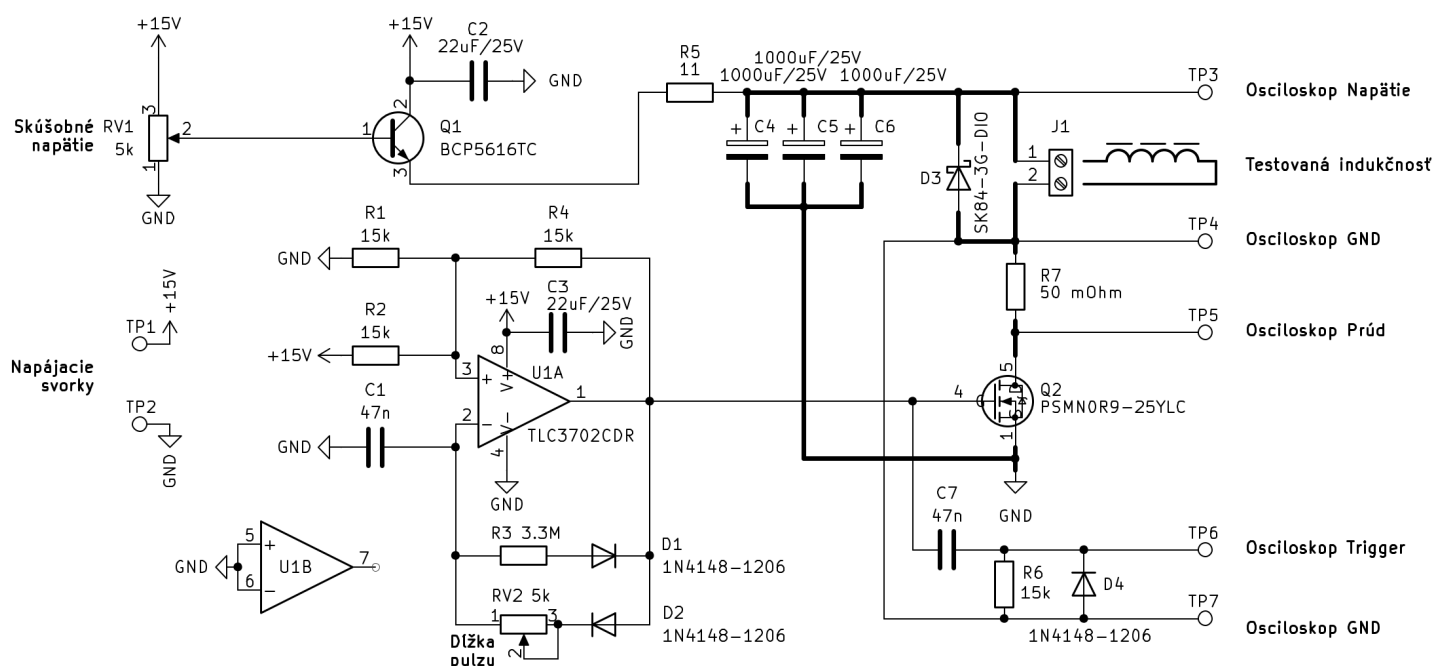 +15V
3
Skúšobné
napätie
RV1
5k
2
1
GND
+15V
C2
22uF/25V
GND
2
1
Q1
BCP5616TC
3
R5
11
1000uF/25V
1000uF/25V
1000uF/25V
+
C4
+
C5
+
C6
D3
SK84-3G-DIO
J1
1
2
TP3
Osciloskop Napätie
Testovaná indukčnosť
TP4
Osciloskop GND
R7
50 mOhm
TP5
Osciloskop Prúd
R1
15k
GND
R4
15k
+15V
C3
22uF/25V
GND
R2
15k
+15V
8
3
+
V+
U1A
1
2
−
V−
TLC3702CDR
4
GND
C1
47n
GND
TP1
+15V
Napájacie
svorky
TP2
GND
5
4
G
D
S
Q2
PSMN0R9-25YLC
1
GND
C7
47n
TP6
Osciloskop Trigger
R6
15k
D4
TP7
1N4148-1206
Osciloskop GND
GND
5
+
6
−
U1B
7
R3 3.3M
D1
1N4148-1206
RV2 5k
1
3
2
D2
1N4148-1206
Dĺžka
pulzu